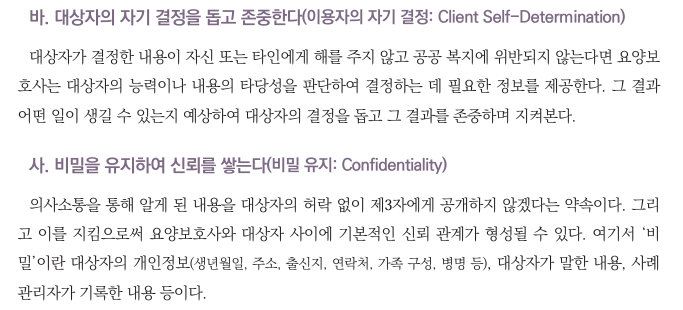 바. 대상자의 자기 결정을 돕고 존중한다(이용자의 자기 결정: Client Self-Determination)
대상자가 결정한 내용이 자신 또는 타인에게 해를 주지 않고 공공 복지에 위반되지 않는다면 요양보
호사는 대상자의 능력이나 내용의 타당성을 판단하여 결정하는 데 필요한 정보를 제공한다. 그 결과
어떤 일이 생길 수 있는지 예상하여 대상자의 결정을 돕고 그 결과를 존중하며 지켜본다.
사. 비밀을 유지하여 신뢰를 쌓는다(비밀 유지: Confidentiality)
의사소통을 통해 알게 된 내용을 대상자의 허락 없이 제3자에게 공개하지 않겠다는 약속이다. 그리
고 이를 지킴으로써 요양보호사와 대상자 사이에 기본적인 신뢰 관계가 형성될 수 있다. 여기서 ‘비
밀’이란 대상자의 개인정보(생년월일, 주소, 출신지, 연락처, 가족 구성, 병명 등), 대상자가 말한 내용, 사례
관리자가 기록한 내용 등이다.